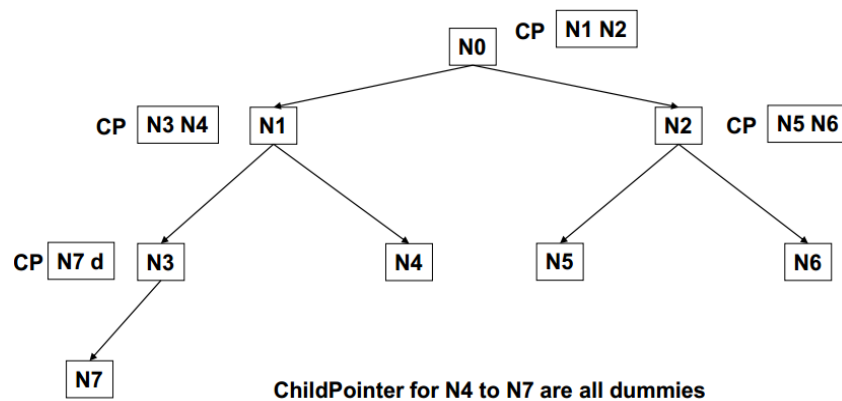 N0 CP N1 N2
CP N3 N4 N1 N2 CP N5 N6
CP N7 d N3 N4 N5 N6
N7
ChildPointer for N4 to N7 are all dummies